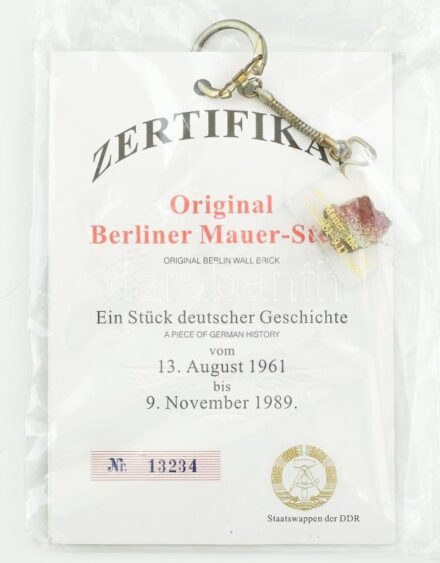 ZERTIFIKA
Original
Berliner Mauer-St
ORIGINAL BERLIN WALL BRICK
darabanth
Ein Stück deutscher Geschichte
A PIECE OF GERMAN HISTORY
vom
13. August 1961
bis
9. November 1989.
Nr. 13234
Staatswappen der DDR